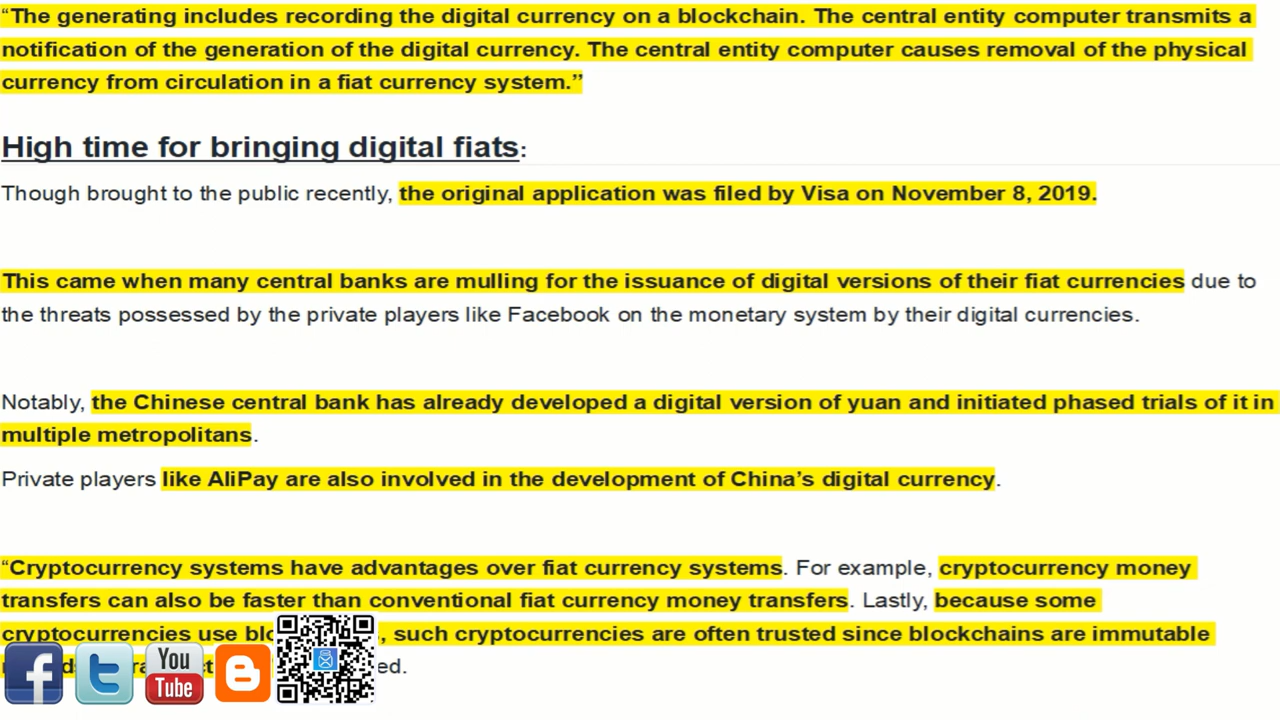 “The generating includes recording the digital currency on a blockchain. The central entity computer transmits a
notification of the generation of the digital currency. The central entity computer causes removal of the physical
currency from circulation in a fiat currency system.”
High time for bringing digital fiats:
Though brought to the public recently, the original application was filed by Visa on November 8, 2019.
This came when many central banks are mulling for the issuance of digital versions of their fiat currencies due to
the threats possessed by the private players like Facebook on the monetary system by their digital currencies.
Notably, the Chinese central bank has already developed a digital version of yuan and initiated phased trials of it in
multiple metropolitans.
Private players like AliPay are also involved in the development of China’s digital currency.
“Cryptocurrency systems have advantages over fiat currency systems. For example, cryptocurrency money
transfers can also be faster than conventional fiat currency money transfers. Lastly, because some
cryptocurrencies use , such cryptocurrencies are often trusted since blockchains are immutable
You
Tube